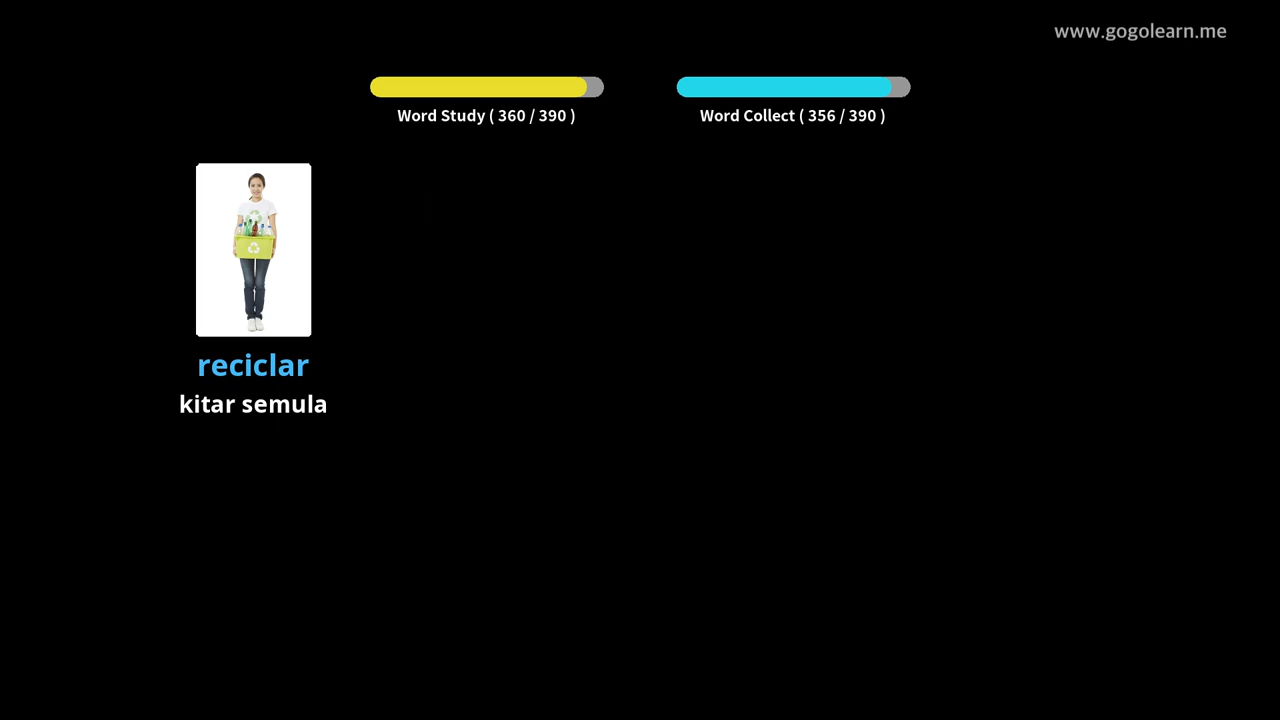 www.gogolearn.me
Word Study ( 360 / 390 )
Word Collect ( 356 / 390 )
reciclar
kitar semula